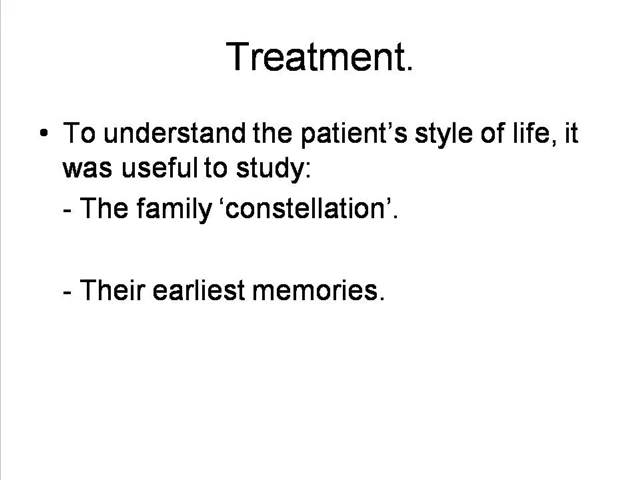 Treatment.
• To understand the patient's style of life, it
was useful to study:
- The family ‘constellation’.
- Their earliest memories.